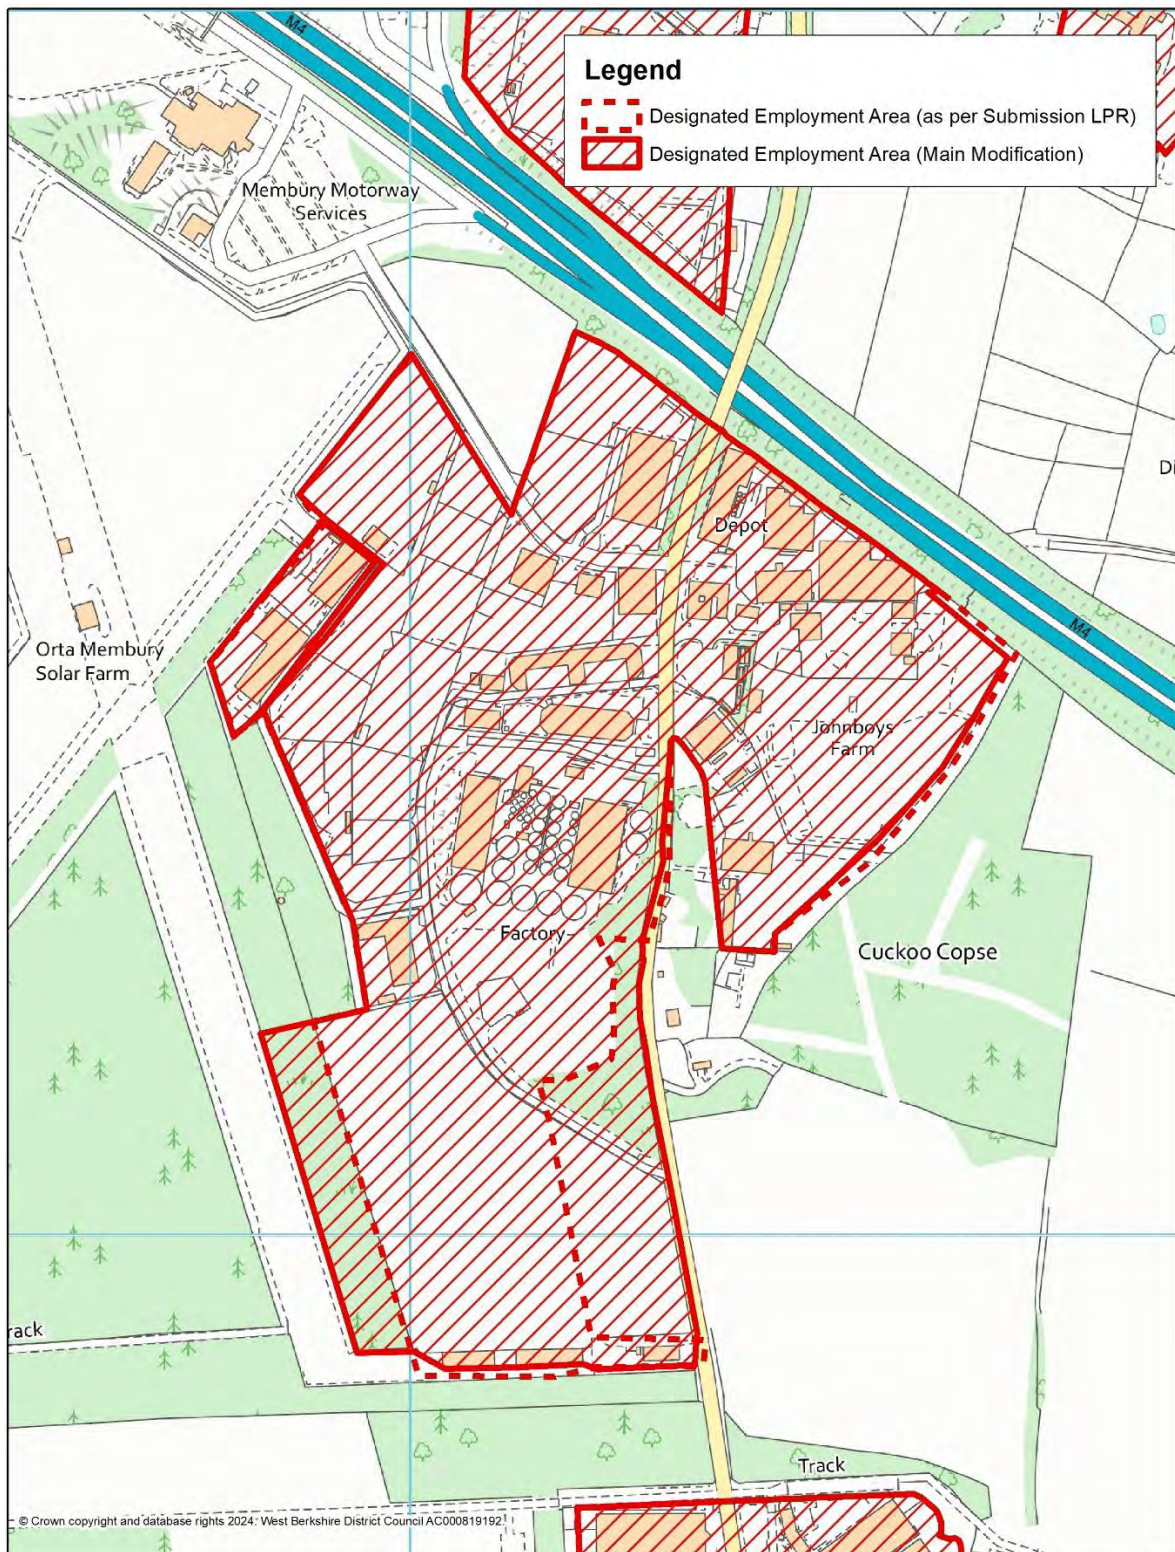 M4
Legend
Designated Employment Area (as per Submission LPR)
Designated Employment Area (Main Modification)
Membury Motorway
Services
Di
Depot
M4
Orta Membury
Solar Farm
Johnboys
Farm
Factory
Cuckoo Copse
rack
Track
© Crown copyright and database rights 2024. West Berkshire District Council AC000819192